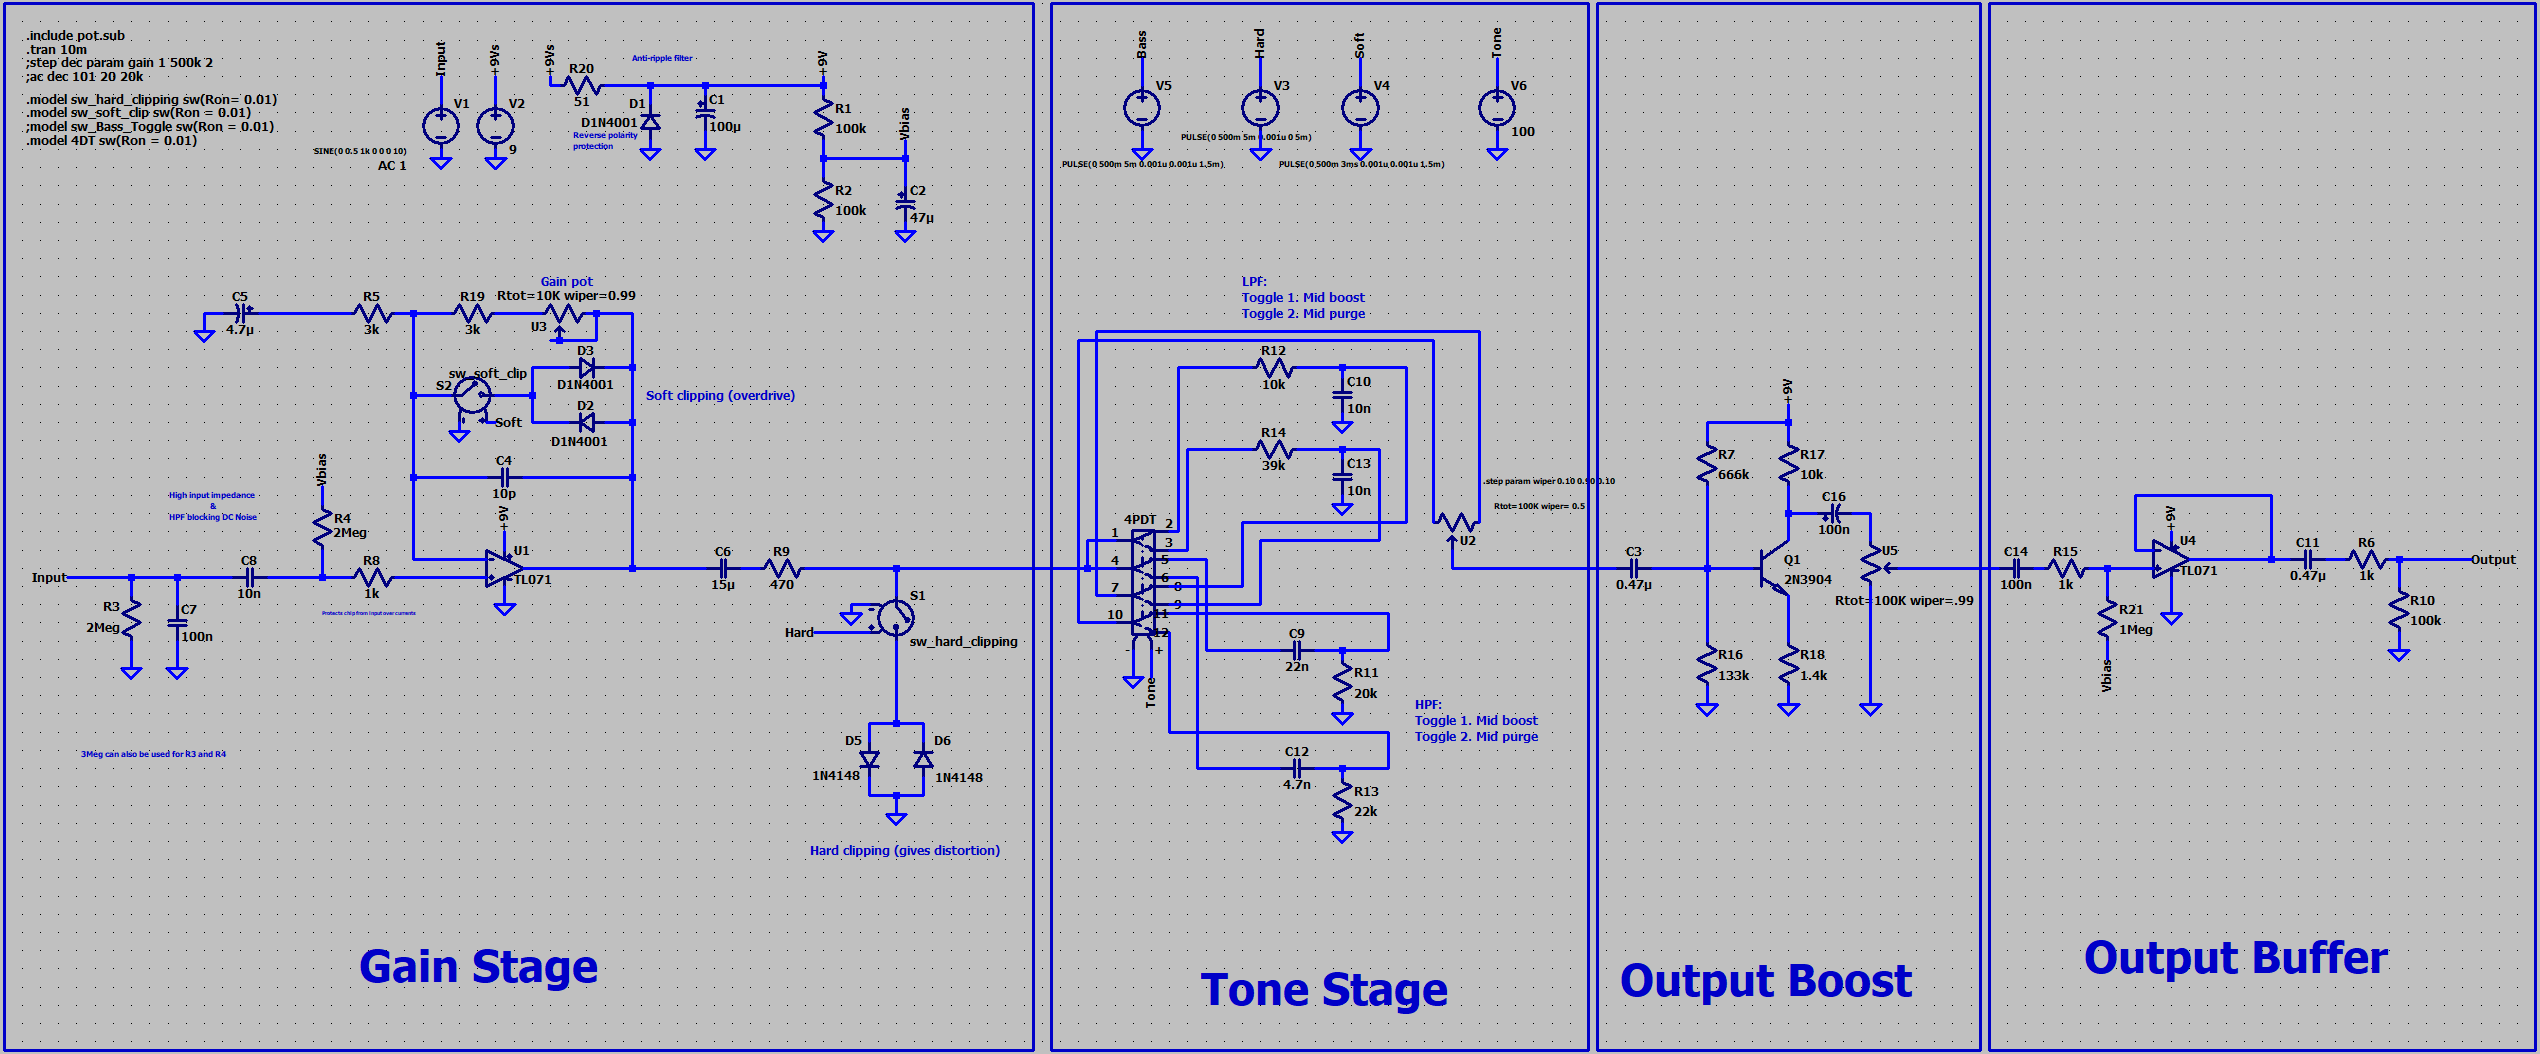 .include pot.sub
.tran 10m
;step dec param gain 1 500k 2
;ac dec 101 20 20k
.model sw_hard_clipping sw(Ron= 0.01)
.model sw_soft_clip sw(Ron = 0.01)
;model sw_Bass_Toggle sw(Ron = 0.01)
.model 4DT sw(Ron = 0.01)
Input
V1
SINE(0 0.5 1k 0 0 0 10)
AC 1
+9Vs
V2
9
+9Vs
R20
51
Anti-ripple filter
D1
D1N4001
Reverse polarity
protection
C1
100µ
+9V
R1
100k
Vbias
R2
100k
C2
47µ
C5
4.7µ
R5
3k
R19
3k
Gain pot
Rtot=10K wiper=0.99
U3
D3
D1N4001
sw_soft_clip
S2
Soft
D2
D1N4001
Soft clipping (overdrive)
C4
10p
High input impedance
&
HPF blocking DC Noise
Vbias
R4
2Meg
+9V
U1
TL071
Input
C8
10n
R8
1k
R3
2Meg
C7
100n
Protects chip from input over currents
3Meg can also be used for R3 and R4
C6
15µ
R9
470
S1
Hard
sw_hard_clipping
D5
1N4148
D6
1N4148
Hard clipping (gives distortion)
Gain Stage
Bass
V5
PULSE(0 500m 5m 0.001u 0.001u 1.5m)
Hard
V3
PULSE(0 500m 5m 0.001u 0 5m)
Soft
V4
PULSE(0 500m 3ms 0.001u 0.001u 1.5m)
Tone
V6
100
LPF:
Toggle 1. Mid boost
Toggle 2. Mid purge
R12
10k
C10
10n
R14
39k
C13
10n
.step param wiper 0.10 0.90 0.10
Rtot=100K wiper= 0.5
U2
4PDT
1
2
3
4
5
6
7
8
9
10
11
12
-
+
Tone
C9
22n
R11
20k
HPF:
Toggle 1. Mid boost
Toggle 2. Mid purge
C12
4.7n
R13
22k
Tone Stage
+9V
R7
666k
R17
10k
C16
100n
C3
0.47µ
Q1
2N3904
U5
Rtot=100K wiper=.99
R16
133k
R18
1.4k
Output Boost
C14
100n
R15
1k
R21
1Meg
Vbias
+9V
U4
TL071
C11
0.47µ
R6
1k
Output
R10
100k
Output Buffer